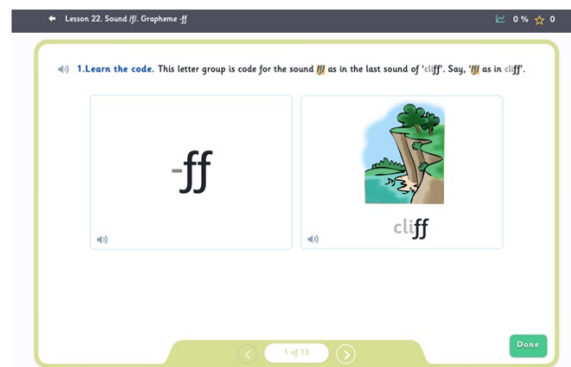 Lesson 22. Sound /f/. Grapheme -ff
0 %
0
1.Learn the code. This letter group is code for the sound /f/ as in the last sound of ‘cliff’. Say, ‘/f/ as in cliff’.
-ff
cliff
1 of 13
Done